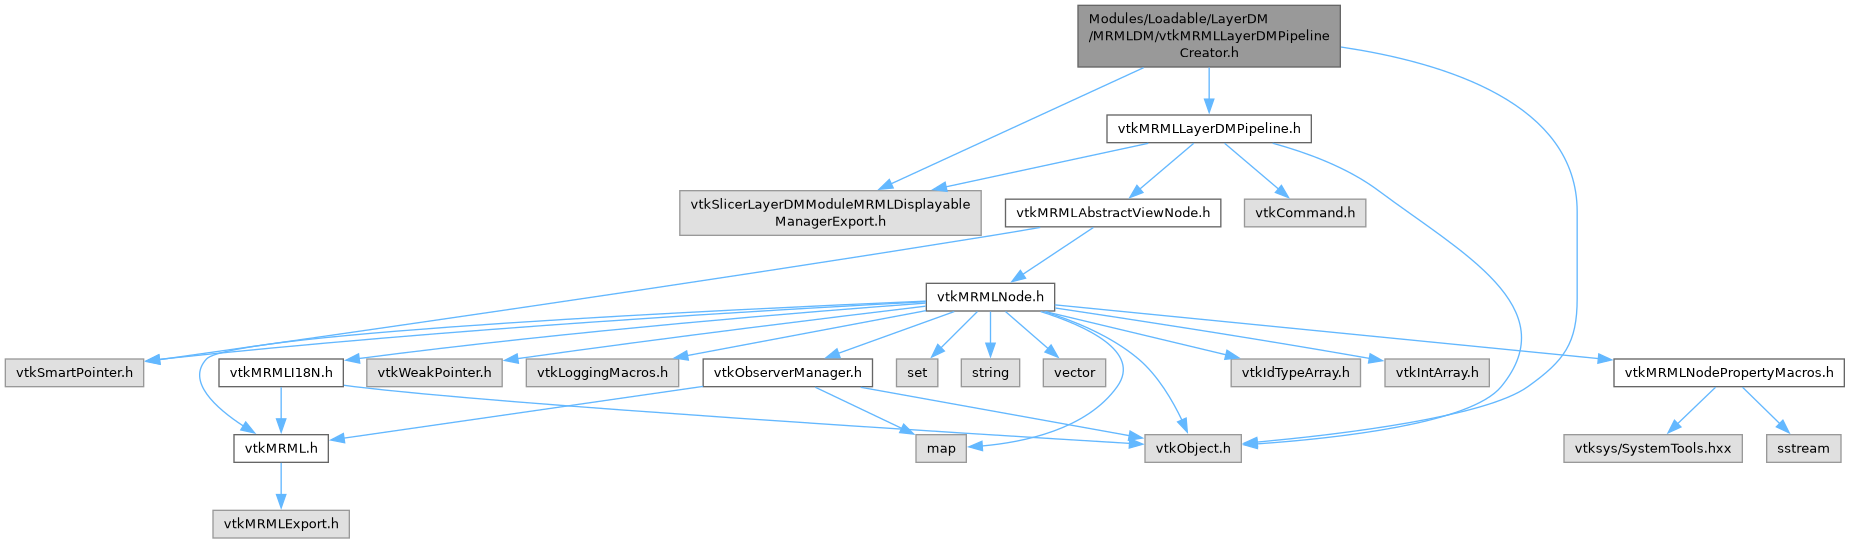 Modules/Loadable/LayerDM
/MRMLDM/vtkMRMLLayerDMPipeline
Creator.h
vtkMRMLLayerDMPipeline.h
vtkSlicerLayerDMModuleMRMLDisplayable
ManagerExport.h
vtkMRMLAbstractViewNode.h
vtkCommand.h
vtkMRMLNode.h
vtkSmartPointer.h
vtkMRMLI18N.h
vtkWeakPointer.h
vtkLoggingMacros.h
vtkObserverManager.h
set
string
vector
vtkIdTypeArray.h
vtkIntArray.h
vtkMRMLNodePropertyMacros.h
vtkMRML.h
map
vtkObject.h
vtksys/SystemTools.hxx
sstream
vtkMRMLExport.h